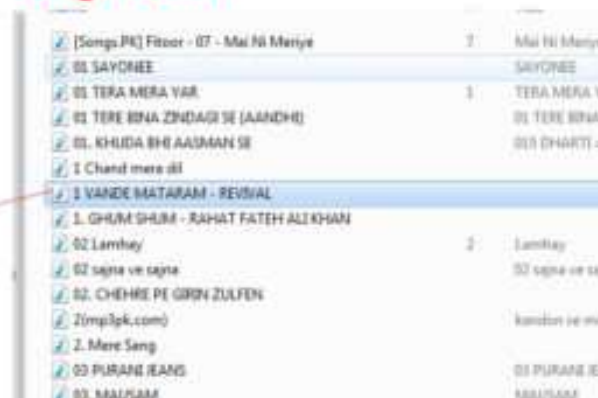 [Songs.PK] Fitoor - 07 - Mai Ni Meriye 7 Mai Ni Meriye
01 SAYONEE SAYONEE
01 TERA MERA YAR 1 TERA MERA
01 TERE BINA ZINDAGI SE (AANDHI) 01 TERE BINA
01. KHUDA BHI AASMAN SE 010 DHARTI
1 Chand mera dil
1 VANDE MATARAM - REVIVAL
1. GHUM SHUM - RAHAT FATEH ALI KHAN
02 Lamhay 2 Lamhay
02 sajna ve sajna 02 sajna ve
02. CHEHRE PE GIRIN ZULFEN
2(mp3pk.com)
2. Mere Sang
03 PURANI JEANS 03 PURANI
03. MAUSAM MAUSAM